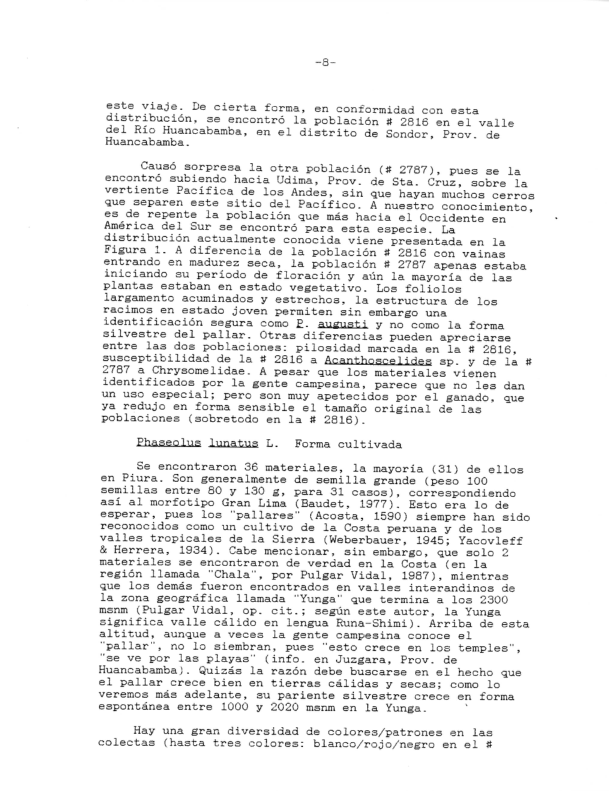 -8-
este viaje. De cierta forma, en conformidad con esta
distribución, se encontró la población # 2816 en el valle
del Río Huancabamba, en el distrito de Sondor, Prov. de
Huancabamba.
Causó sorpresa la otra población (# 2787), pues se la
encontró subiendo hacia Udima, Prov. de Sta. Cruz, sobre la
vertiente Pacífica de los Andes, sin que hayan muchos cerros
que separen este sitio del Pacífico. A nuestro conocimiento,
es de repente la población que más hacia el Occidente en
América del Sur se encontró para esta especie. La
distribución actualmente conocida viene presentada en la
Figura 1. A diferencia de la población # 2816 con vainas
entrando en madurez seca, la población # 2787 apenas estaba
iniciando su período de floración y aún la mayoría de las
plantas estaban en estado vegetativo. Los foliolos
largamento acuminados y estrechos, la estructura de los
racimos en estado joven permiten sin embargo una
identificación segura como P. augusti y no como la forma
silvestre del pallar. Otras diferencias pueden apreciarse
entre las dos poblaciones: pilosidad marcada en la # 2816,
susceptibilidad de la # 2816 a Acanthoscelides sp. y de la #
2787 a Chrysomelidae. A pesar que los materiales vienen
identificados por la gente campesina, parece que no les dan
un uso especial; pero son muy apetecidos por el ganado, que
ya redujo en forma sensible el tamaño original de las
poblaciones (sobretodo en la # 2816).
Phaseolus lunatus L. Forma cultivada
Se encontraron 36 materiales, la mayoría (31) de ellos
en Piura. Son generalmente de semilla grande (peso 100
semillas entre 80 y 130 g, para 31 casos), correspondiendo
así al morfotipo Gran Lima (Baudet, 1977). Esto era lo de
esperar, pues los "pallares" (Acosta, 1590) siempre han sido
reconocidos como un cultivo de la Costa peruana y de los
valles tropicales de la Sierra (Weberbauer, 1945; Yacovleff
& Herrera, 1934). Cabe mencionar, sin embargo, que solo 2
materiales se encontraron de verdad en la Costa (en la
región llamada "Chala", por Pulgar Vidal, 1987), mientras
que los demás fueron encontrados en valles interandinos de
la zona geográfica llamada "Yunga" que termina a los 2300
msnm (Pulgar Vidal, op. cit.; según este autor, la Yunga
significa valle cálido en lengua Runa-Shimi). Arriba de esta
altitud, aunque a veces la gente campesina conoce el
"pallar", no lo siembran, pues "esto crece en los temples",
"se ve por las playas" (info. en Juzgara, Prov. de
Huancabamba). Quizás la razón debe buscarse en el hecho que
el pallar crece bien en tierras cálidas y secas; como lo
veremos más adelante, su pariente silvestre crece en forma
espontánea entre 1000 y 2020 msnm en la Yunga.
Hay una gran diversidad de colores/patrones en las
colectas (hasta tres colores: blanco/rojo/negro en el #